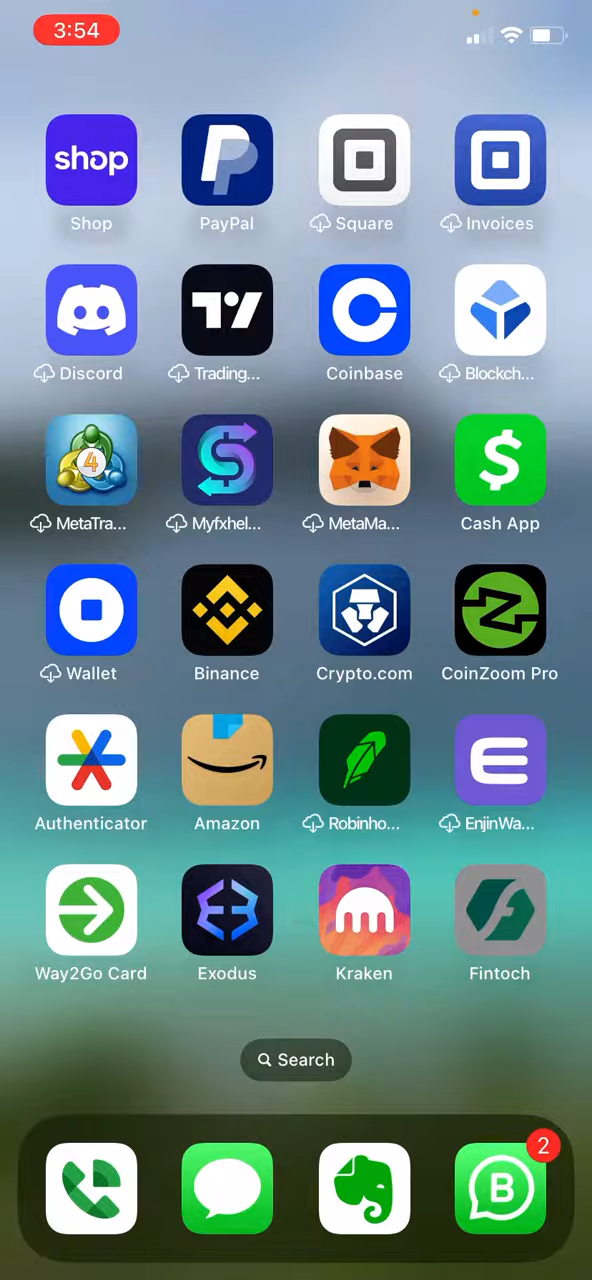 3:54
shop
Shop
PayPal
Square
Invoices
Discord
Trading...
Coinbase
Blockch...
4
MetaTra...
Myfxhel...
MetaMa...
Cash App
Wallet
Binance
Crypto.com
CoinZoom Pro
Authenticator
Amazon
Robinho...
EnjinWa...
Way2Go Card
Exodus
Kraken
Fintoch
Search
B
2